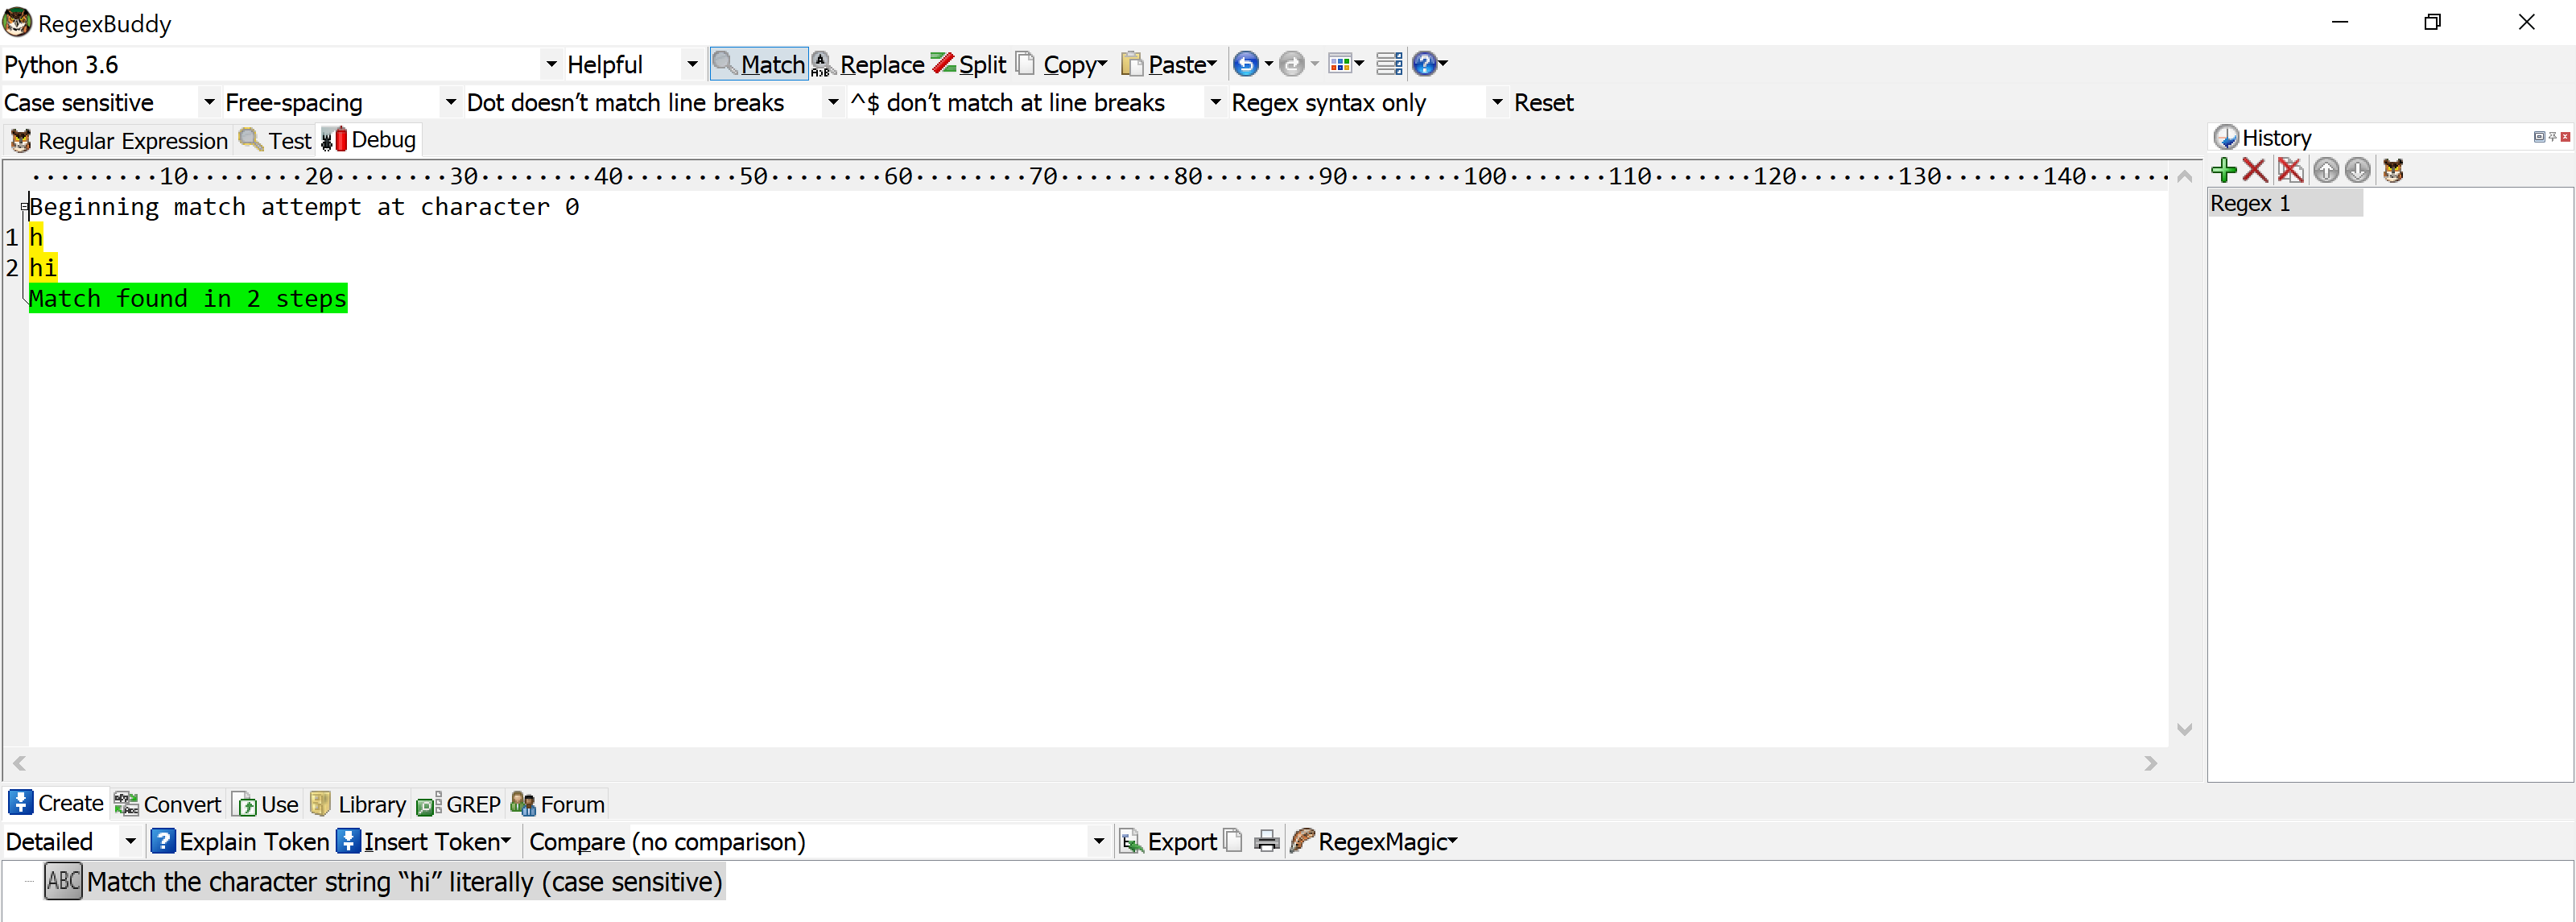 RegexBuddy
Python 3.6 Helpful Match Replace Split Copy Paste
Case sensitive Free-spacing Dot doesn’t match line breaks ^$ don’t match at line breaks Regex syntax only Reset
Regular Expression Test Debug
History
·········10········20········30········40········50········60········70········80········90········100·······110·······120·······130·······140······
Beginning match attempt at character 0
Regex 1
1 h
2 hi
Match found in 2 steps
Create Convert Use Library GREP Forum
Detailed Explain Token Insert Token Compare (no comparison) Export RegexMagic
ABC Match the character string “hi” literally (case sensitive)